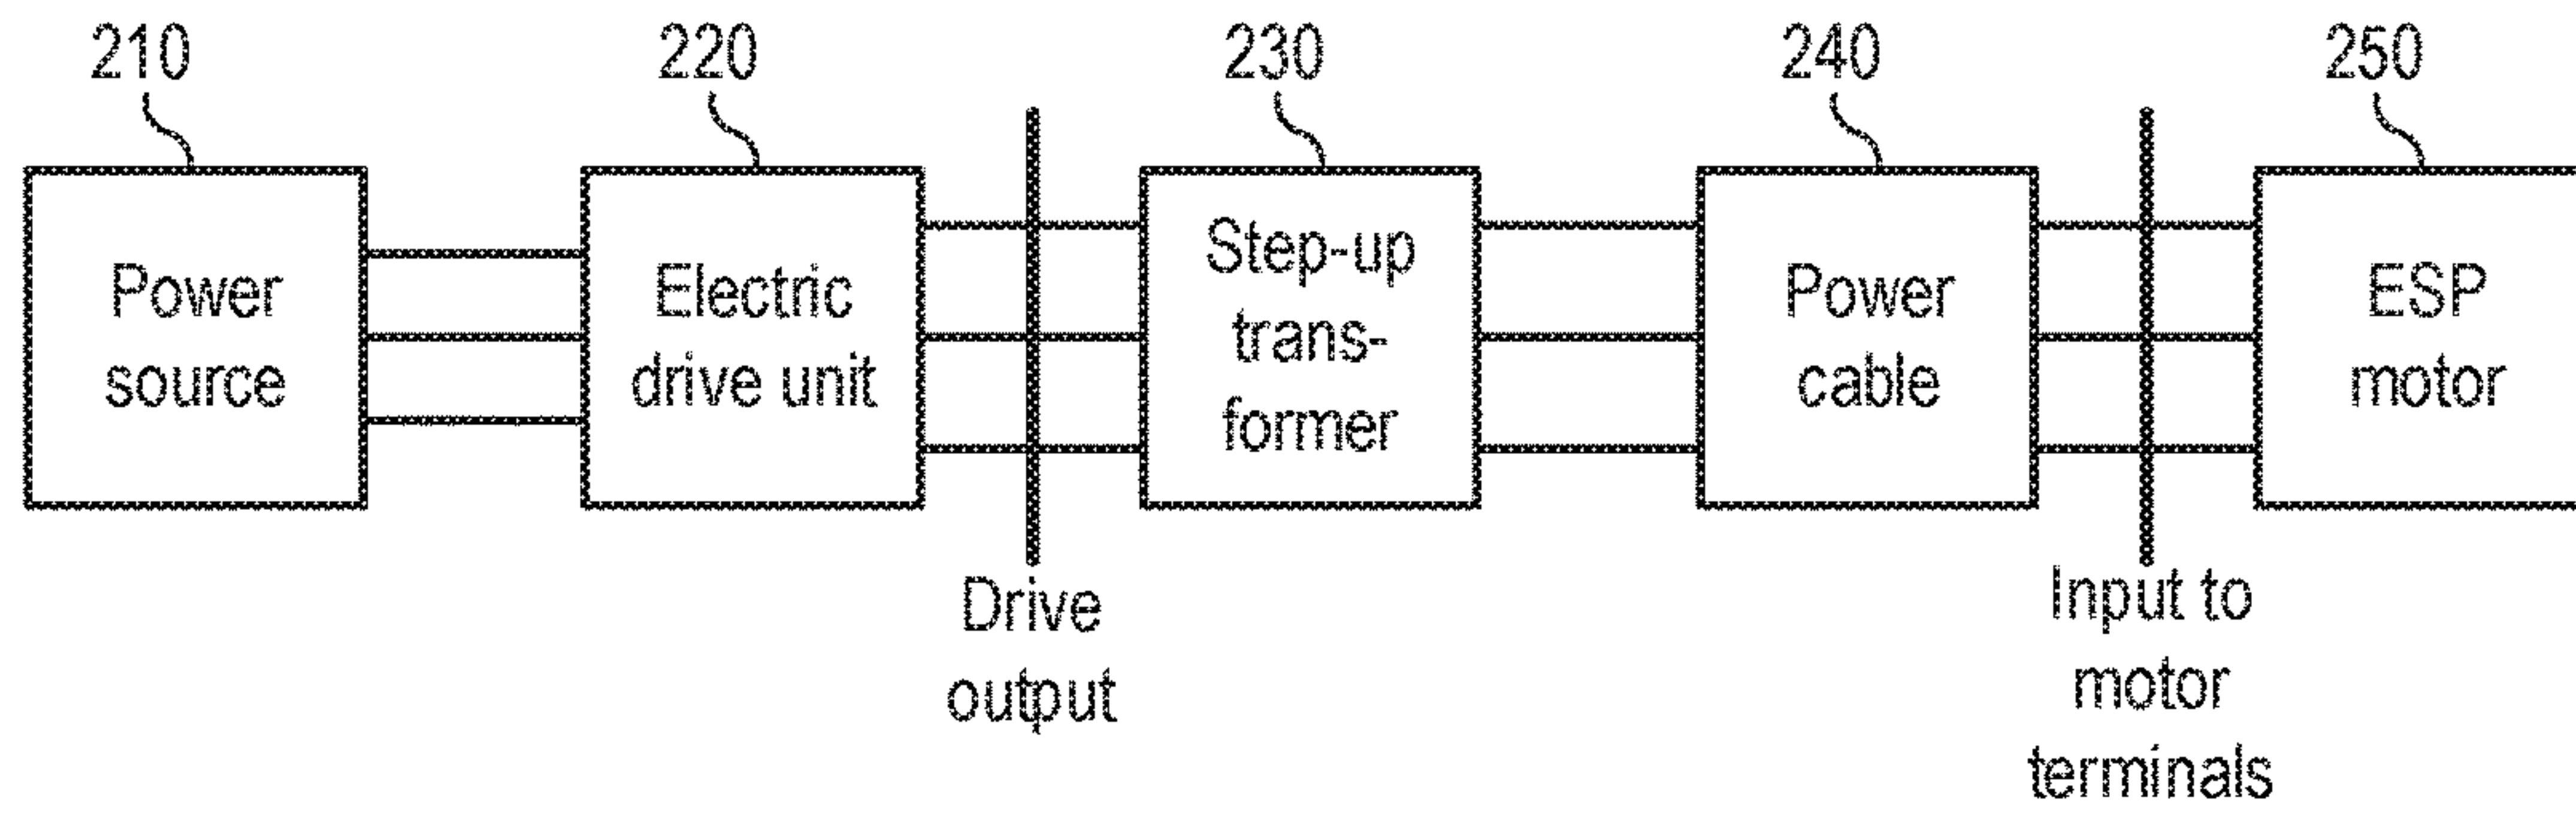 210
220
230
240
250
Power
source
Electric
drive unit
Step-up
trans-
former
Power
cable
ESP
motor
Drive
output
Input to
motor
terminals